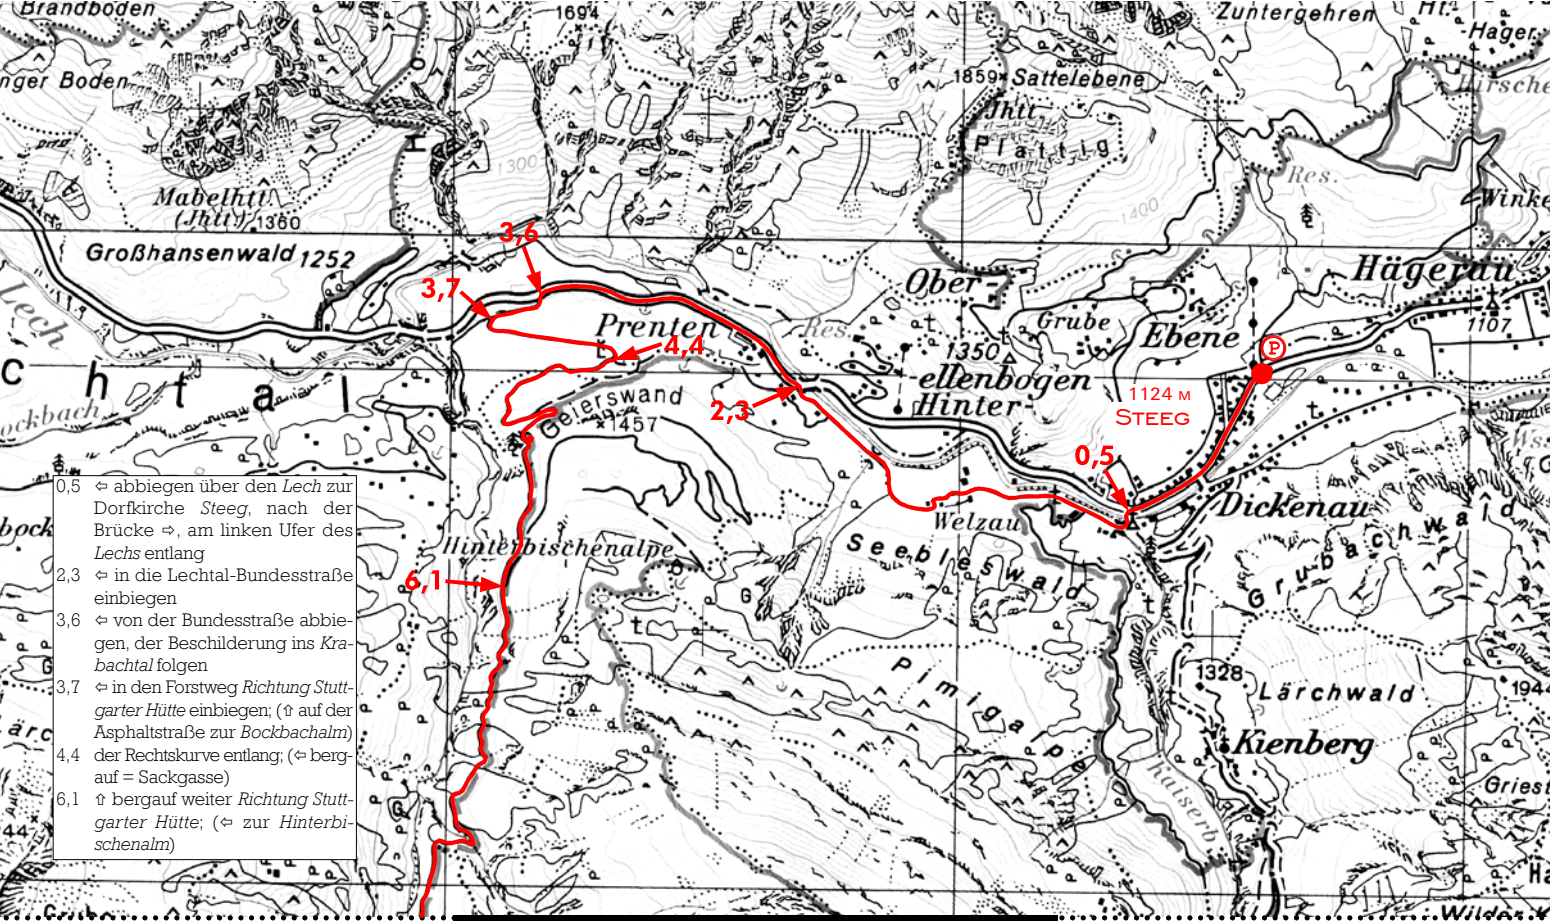 Brandboden
1694
Zuntergehren
Ht.
-Hager
nger Boden
1859
Sattelebene
Jhtt.
Hirsche
Plattig
1300
Res.
Mabelhtt.
(Jhtt.) 1360
1400
Winke
3,6
Großhansenwald 1252
3,7
Ober-
Hägerau
Lech
Prenten
Res.
Grube
Ebene
P
1107
4,4
1350
chtal
ellenbogen
Hinter-
1124 M
STEEG
Geierswand
2,3
1457
ockbach
0,5
Dickenau
Welzau
bock
Hinterbischenalpe
Seebleswald
Grubachwald
6,1
0,5 ⇦ abbiegen über den Lech zur
Dorfkirche Steeg, nach der
Brücke ⇨, am linken Ufer des
Lechs entlang
2,3 ⇦ in die Lechtal-Bundesstraße
einbiegen
3,6 ⇦ von der Bundesstraße abbie-
gen, der Beschilderung ins Kra-
bachtal folgen
3,7 ⇦ in den Forstweg Richtung Stutt-
garter Hütte einbiegen; (⇧ auf der
Asphaltstraße zur Bockbachalm)
4,4 der Rechtskurve entlang; (⇦ berg-
auf = Sackgasse)
6,1 ⇧ bergauf weiter Richtung Stutt-
garter Hütte; (⇦ zur Hinterbi-
schenalm)
Pimigalpe
1328
Lärchwald
1944
Kienberg
Kaiserb.
Griest